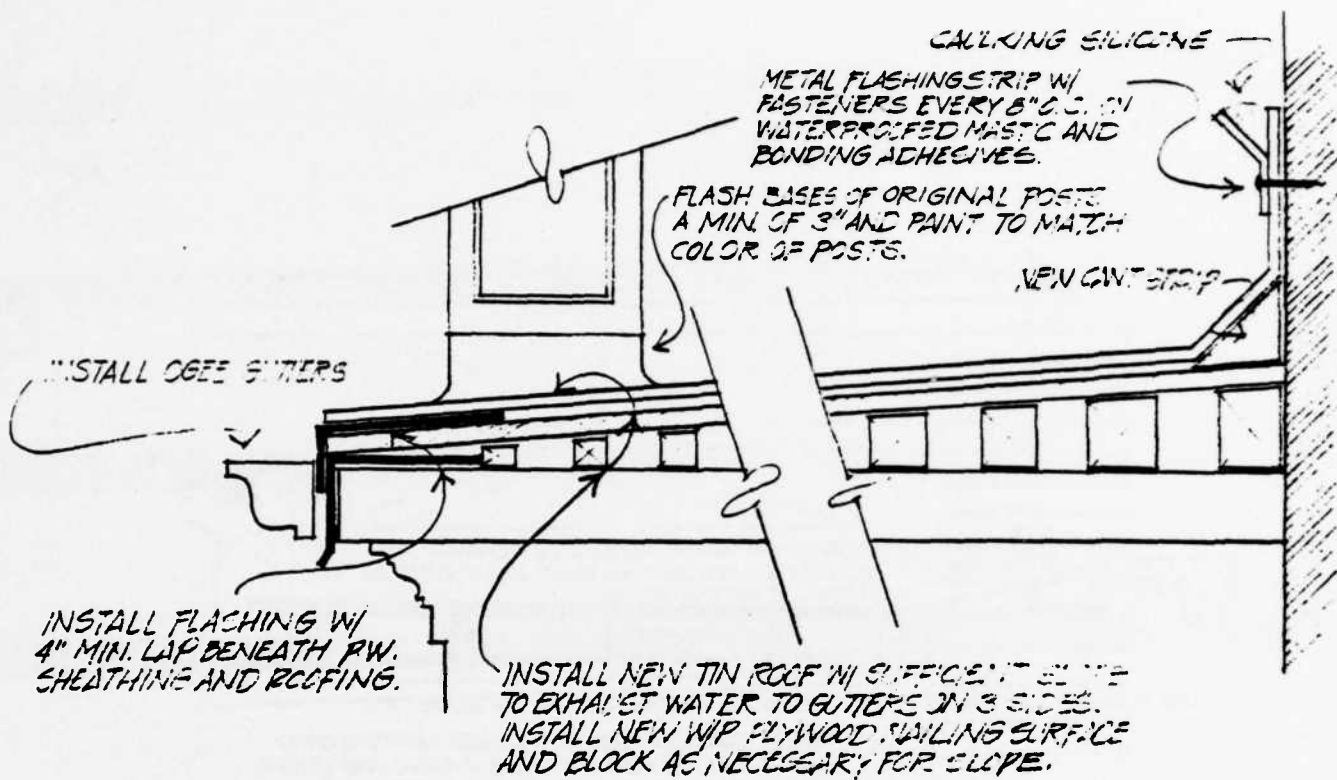 CAULKING SILICONE
METAL FLASHING STRIP W/
FASTENERS EVERY 8" O.C. ON
WATERPROOFED MASTIC AND
BONDING ADHESIVES.
FLASH BASES OF ORIGINAL POSTS
A MIN. OF 3" AND PAINT TO MATCH
COLOR OF POSTS.
NEW CANT STRIP
INSTALL OGEE GUTTERS
INSTALL FLASHING W/
4" MIN. LAP BENEATH PW.
SHEATHING AND ROOFING.
INSTALL NEW TIN ROOF W/ SUFFICIENT SLOPE
TO EXHAUST WATER TO GUTTERS ON 3 SIDES.
INSTALL NEW W/P PLYWOOD NAILING SURFACE
AND BLOCK AS NECESSARY FOR SLOPE.